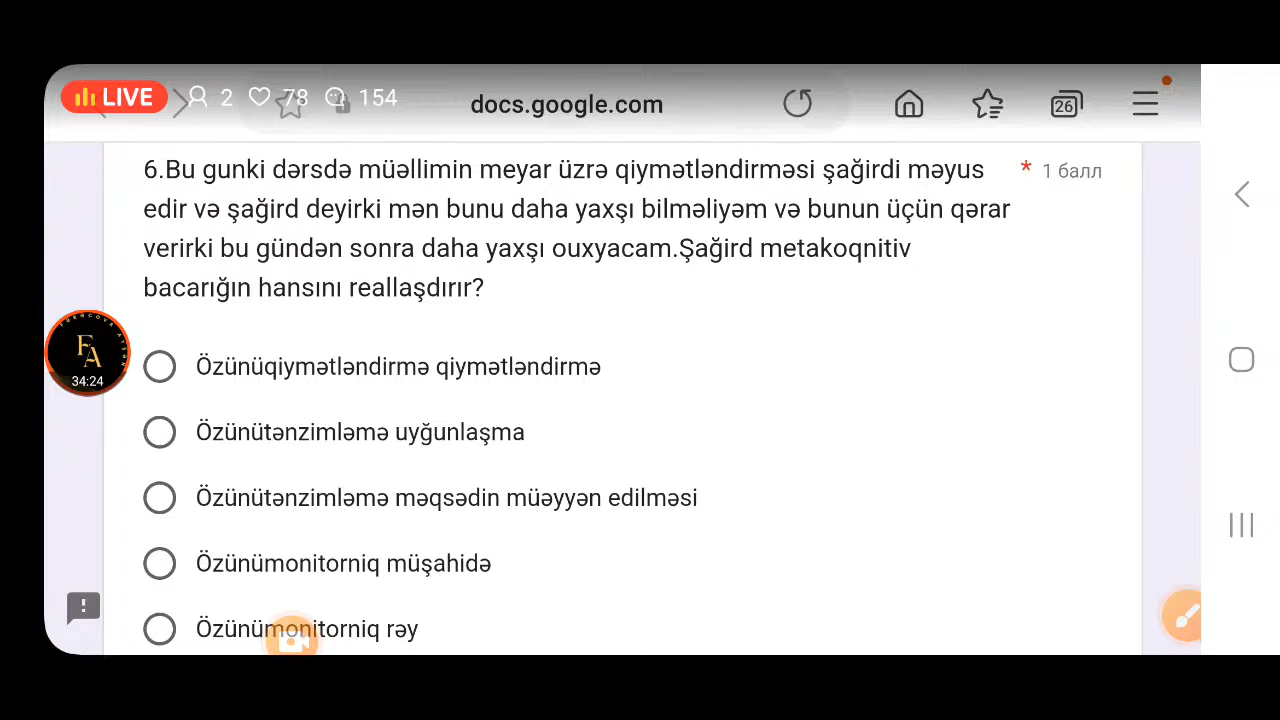 LIVE 2 78 154 docs.google.com 26
6.Bu gunki dərsdə müəllimin meyar üzrə qiymətləndirməsi şağirdi məyus * 1 балл
edir və şağird deyirki mən bunu daha yaxşı bilməliyəm və bunun üçün qərar
verirki bu gündən sonra daha yaxşı ouxyacam.Şağird metakoqnitiv
bacarığın hansını reallaşdırır?
Özünüqiymətləndirmə qiymətləndirmə
FA
34:24
Özünütənzimləmə uyğunlaşma
Özünütənzimləmə məqsədin müəyyən edilməsi
Özünümonitorniq müşahidə
Özünümonitorniq rəy